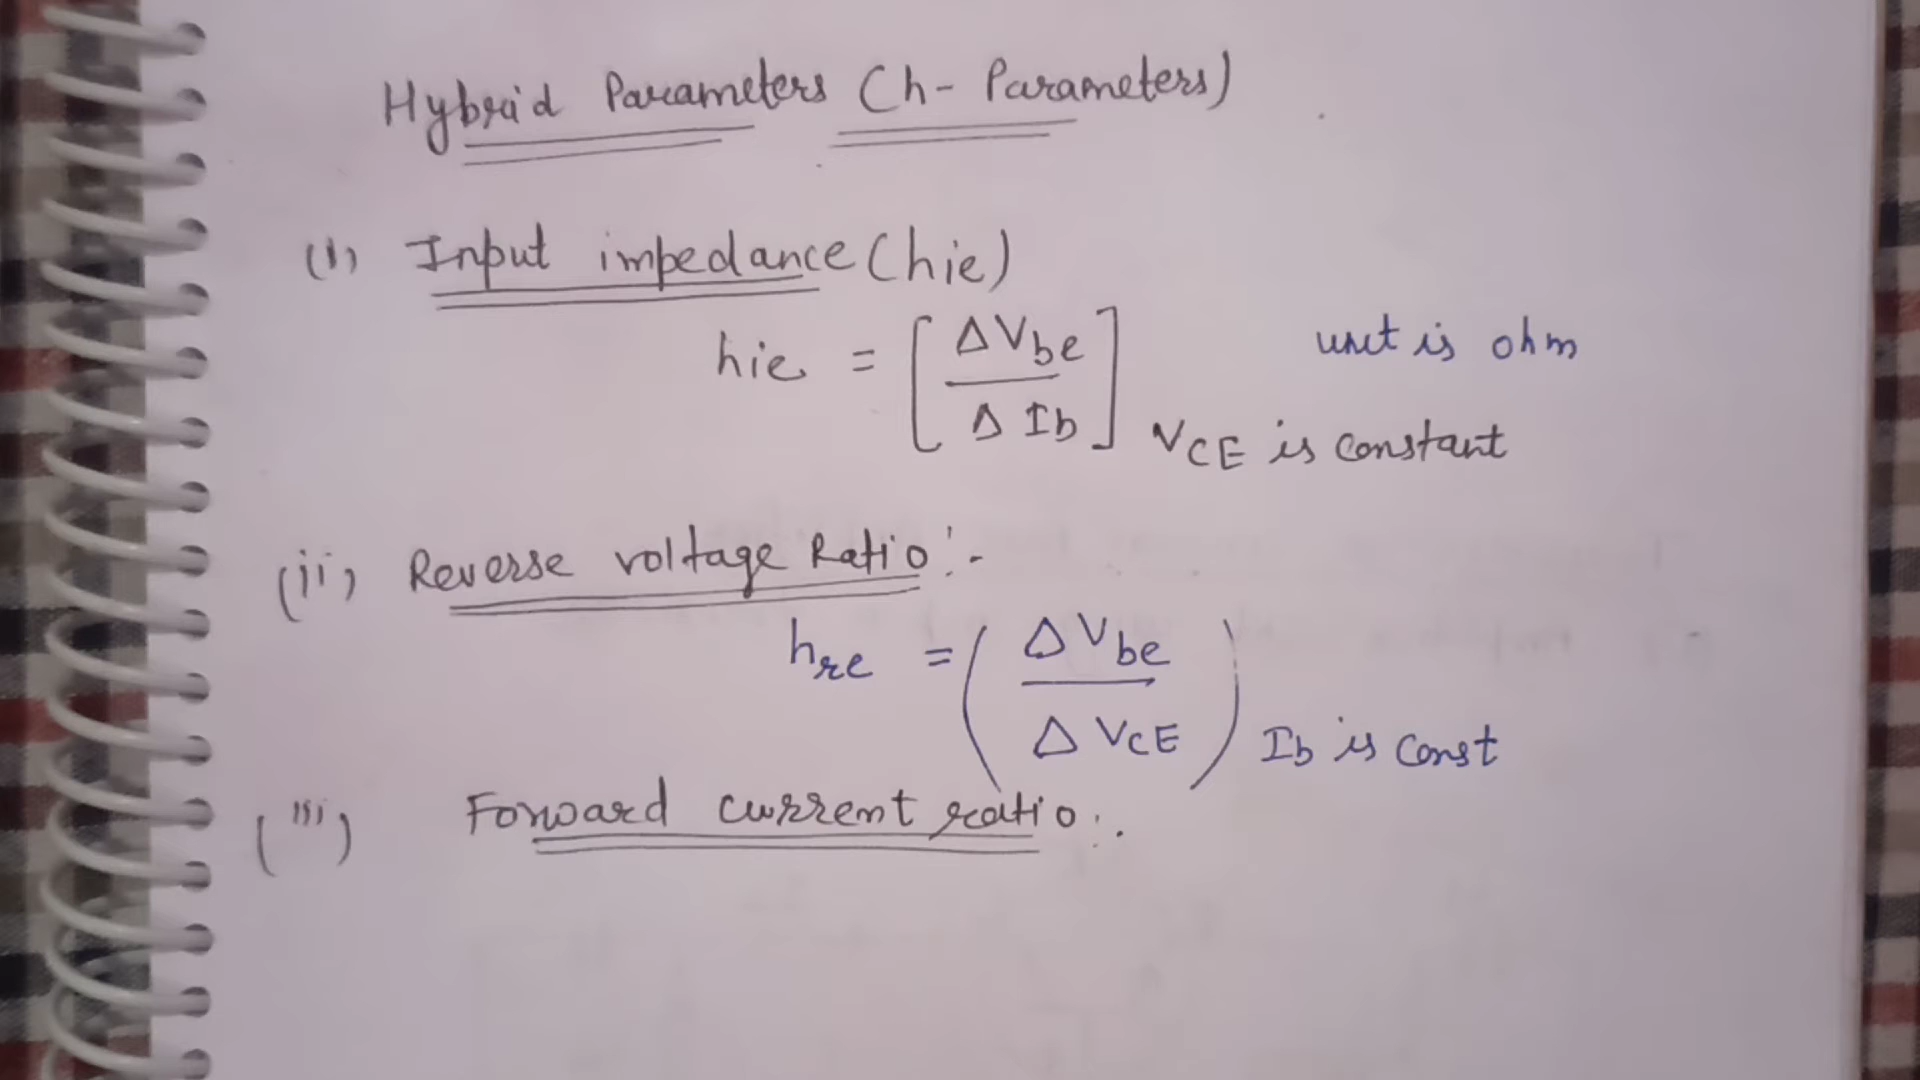 Hybrid Parameters (h- Parameters)
(i) Input impedance (hie)
hie = [ΔVbe / ΔIb] VCE is constant
unit is ohm
(ii) Reverse voltage Ratio:-
hre = (ΔVbe / ΔVCE) Ib is const
(iii) Forward current ratio:.